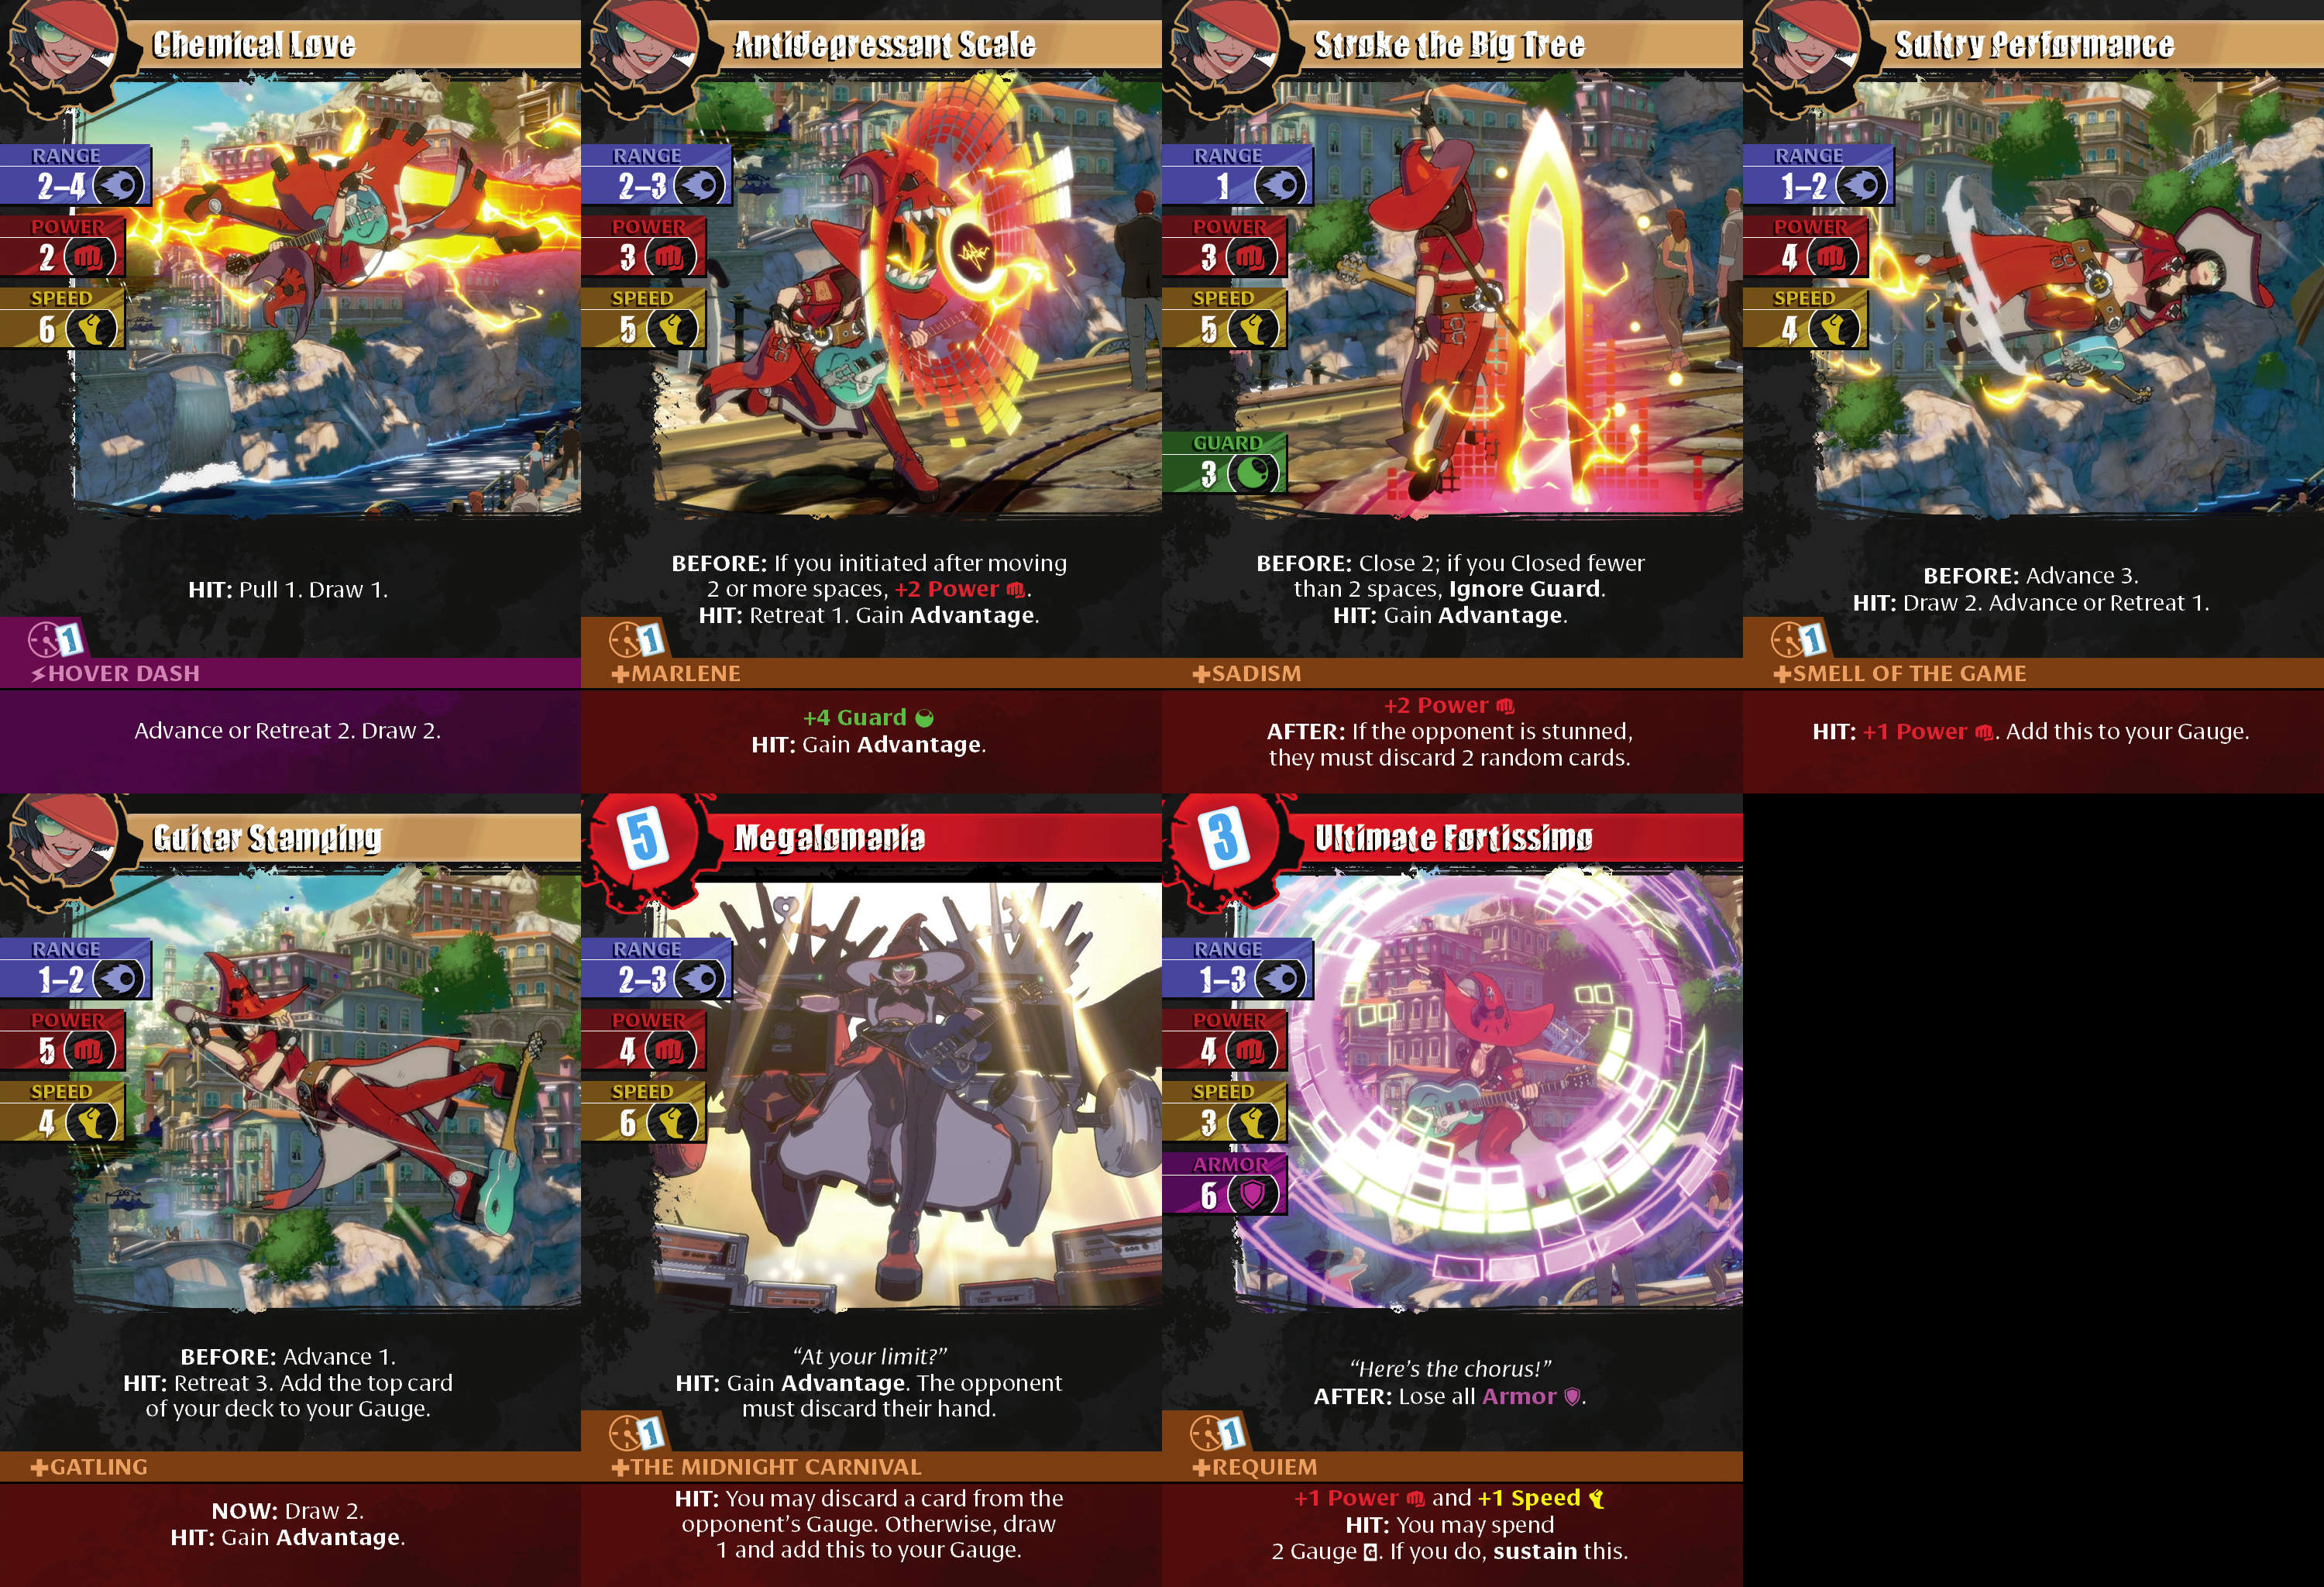 Chemical Love
RANGE
2–4
POWER
2
SPEED
6
HIT: Pull 1. Draw 1.
1
HOVER DASH
Advance or Retreat 2. Draw 2.
Antidepressant Scale
RANGE
2–3
POWER
3
SPEED
5
BEFORE: If you initiated after moving
2 or more spaces, +2 Power.
HIT: Retreat 1. Gain Advantage.
1
+MARLENE
+4 Guard
HIT: Gain Advantage.
Stroke the Big Tree
RANGE
1
POWER
3
SPEED
5
GUARD
3
BEFORE: Close 2; if you Closed fewer
than 2 spaces, Ignore Guard.
HIT: Gain Advantage.
+SADISM
+2 Power
AFTER: If the opponent is stunned,
they must discard 2 random cards.
Sultry Performance
RANGE
1–2
POWER
4
SPEED
4
BEFORE: Advance 3.
HIT: Draw 2. Advance or Retreat 1.
1
+SMELL OF THE GAME
HIT: +1 Power. Add this to your Gauge.
Guitar Stamping
RANGE
1–2
POWER
5
SPEED
4
BEFORE: Advance 1.
HIT: Retreat 3. Add the top card
of your deck to your Gauge.
+GATLING
NOW: Draw 2.
HIT: Gain Advantage.
5
Megalomania
RANGE
2–3
POWER
4
SPEED
6
“At your limit?”
HIT: Gain Advantage. The opponent
must discard their hand.
1
+THE MIDNIGHT CARNIVAL
HIT: You may discard a card from the
opponent’s Gauge. Otherwise, draw
1 and add this to your Gauge.
3
Ultimate Fortissimo
RANGE
1–3
POWER
4
SPEED
3
ARMOR
6
“Here’s the chorus!”
AFTER: Lose all Armor.
1
+REQUIEM
+1 Power and +1 Speed
HIT: You may spend
2 Gauge G. If you do, sustain this.